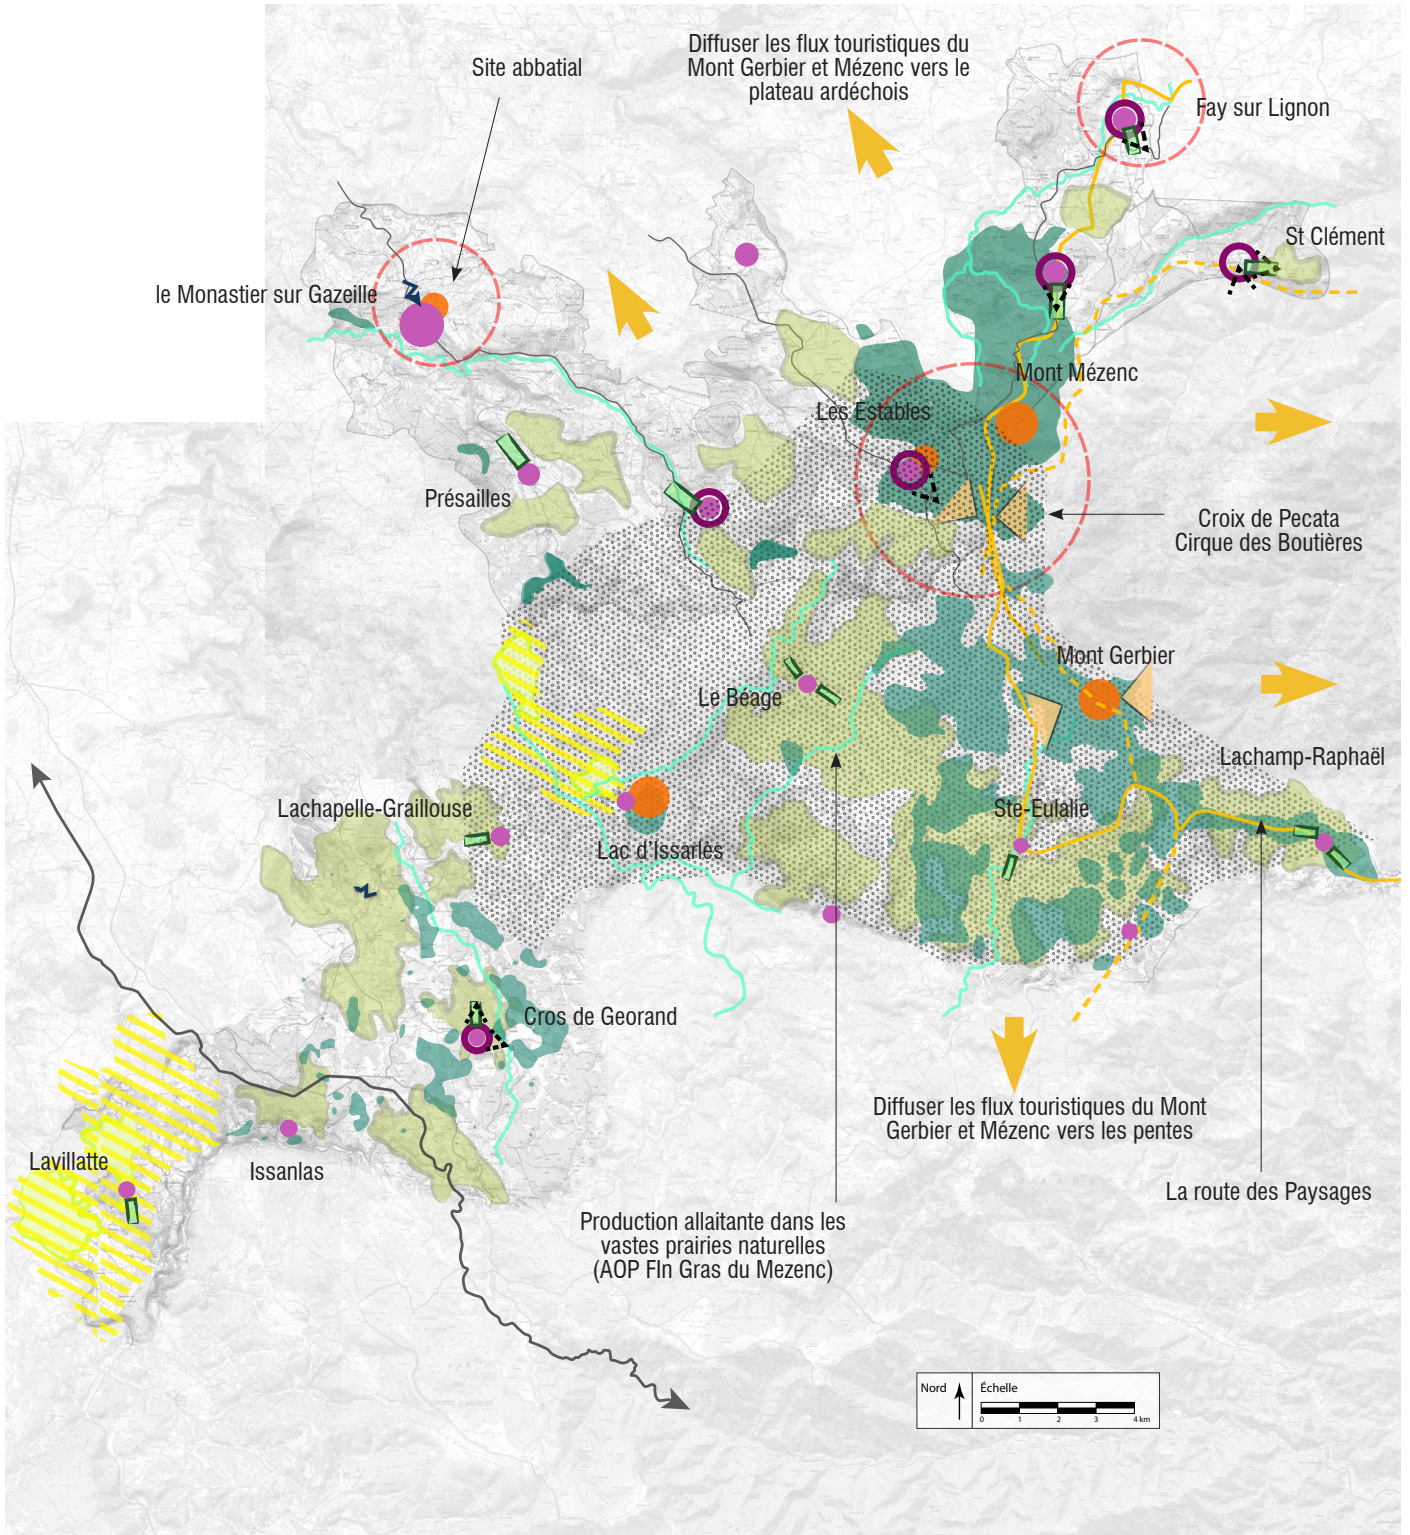 Diffuser les flux touristiques du
Mont Gerbier et Mézenc vers le
plateau ardéchois
Site abbatial
Fay sur Lignon
St Clément
le Monastier sur Gazeille
Mont Mézenc
Les Estables
Présailles
Croix de Pecata
Cirque des Boutières
Mont Gerbier
Le Béage
Lachamp-Raphaël
Lachapelle-Graillouse
Ste-Eulalie
Lac d'Issarlès
Cros de Georand
Diffuser les flux touristiques du Mont
Gerbier et Mézenc vers les pentes
Lavillatte
Issanlas
La route des Paysages
Production allaitante dans les
vastes prairies naturelles
(AOP FIn Gras du Mezenc)
Nord
Échelle
0 1 2 3 4 km